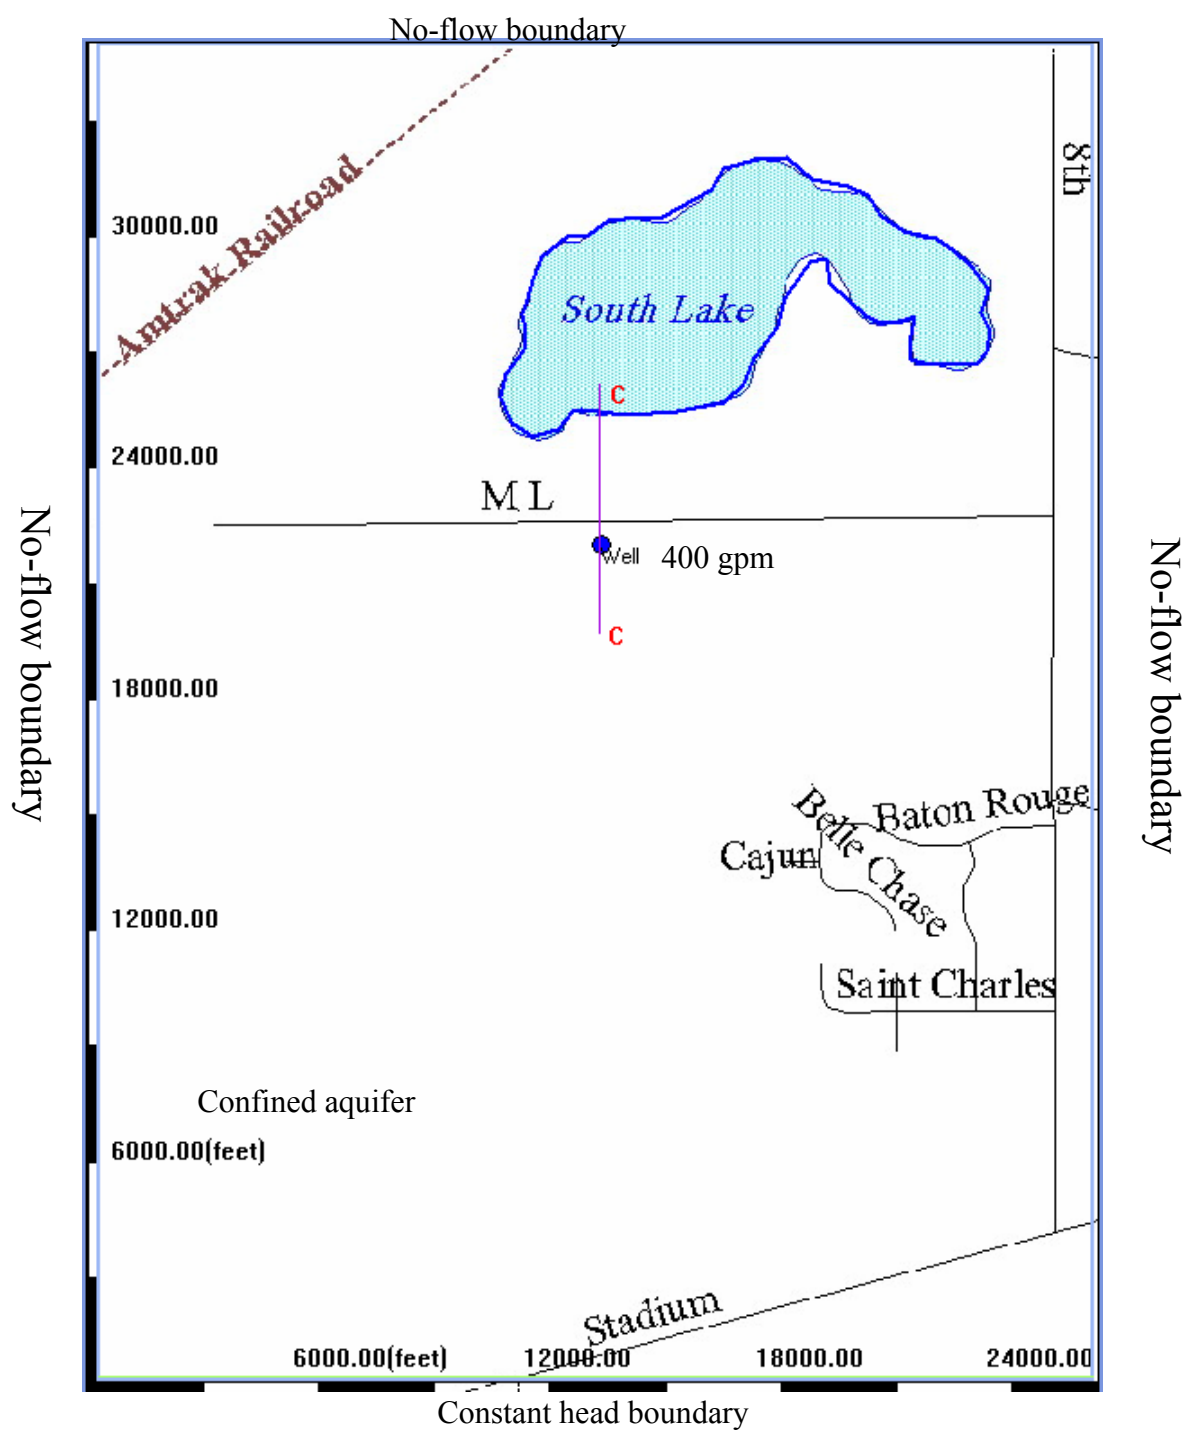 No-flow boundary
8th
Amtrak Railroad
30000.00
South Lake
C
24000.00
M L
No-flow boundary
No-flow boundary
Well
400 gpm
C
18000.00
Baton Rouge
Belle Chase
Cajun
12000.00
Saint Charles
Confined aquifer
6000.00(feet)
Stadium
6000.00(feet)
12000.00
18000.00
24000.00
Constant head boundary